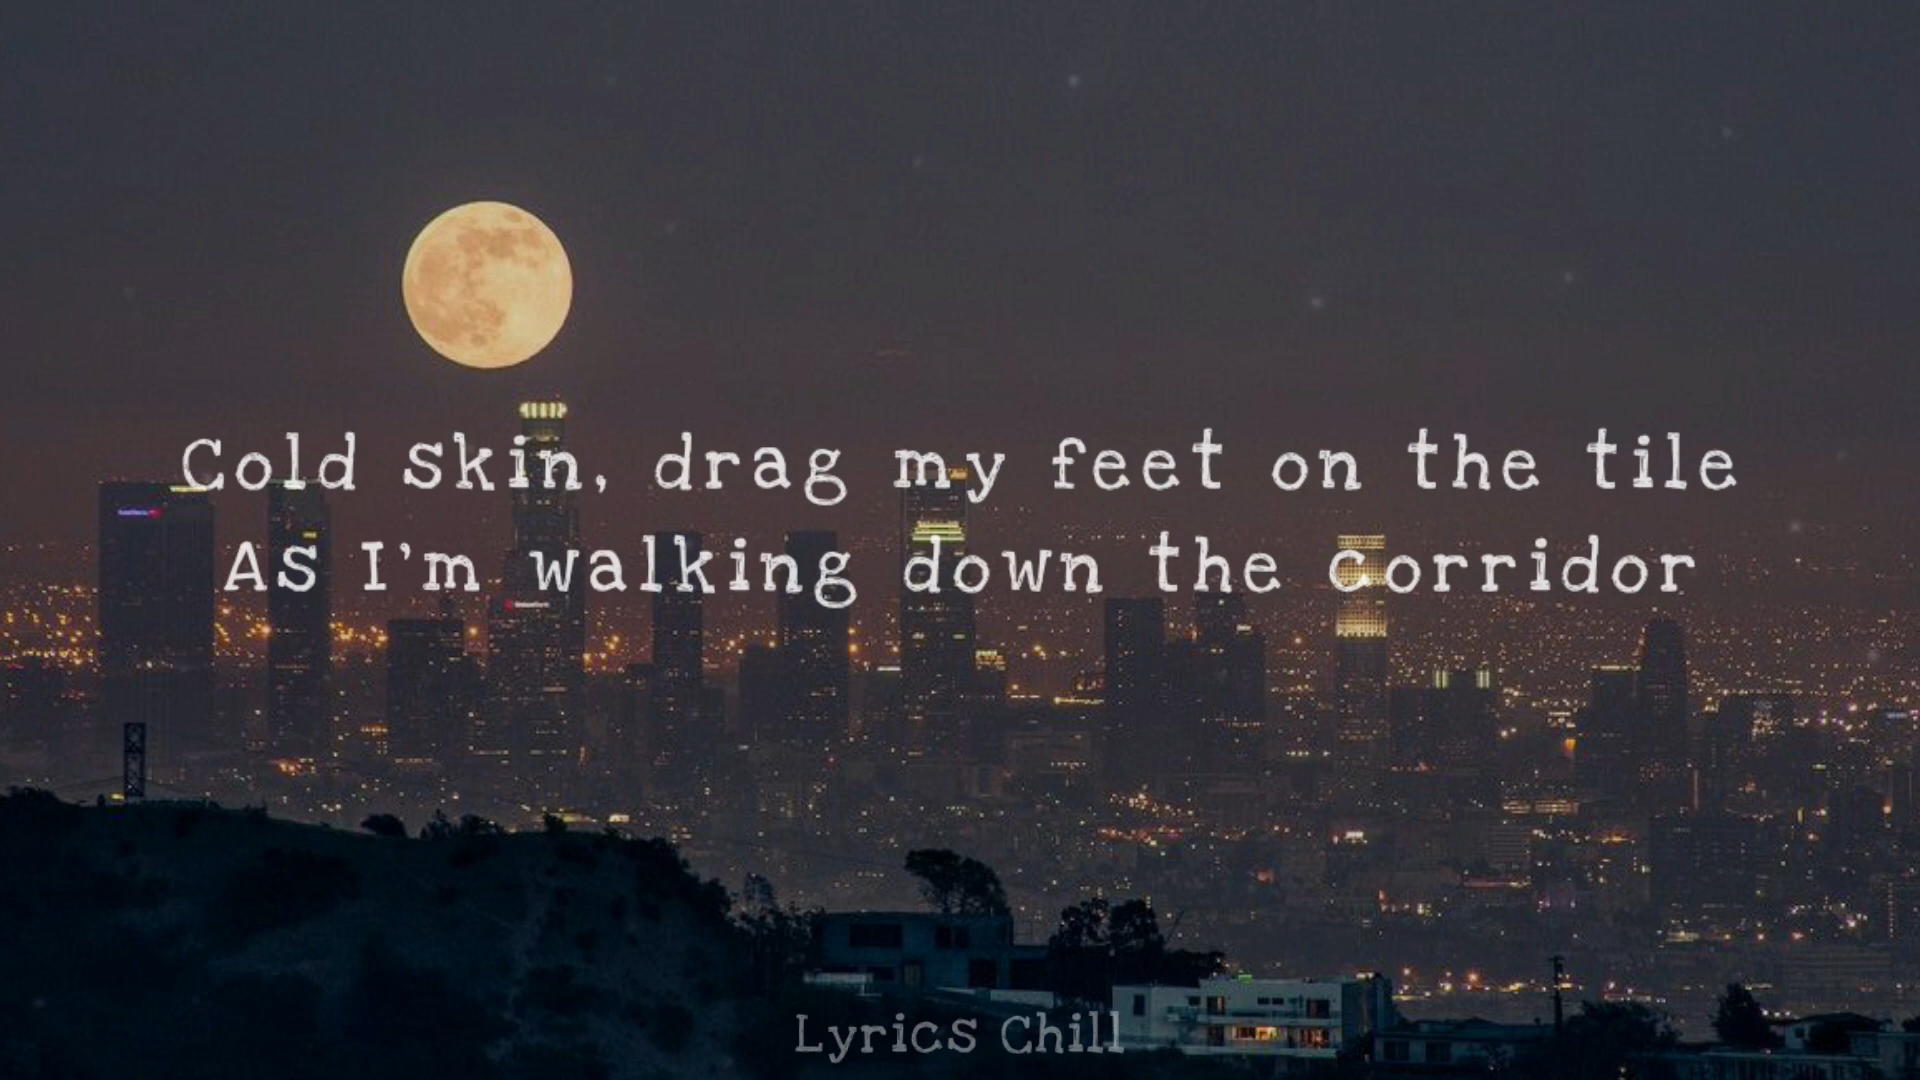 Cold skin, drag my feet on the tile
As I'm walking down the corridor
Lyrics Chill